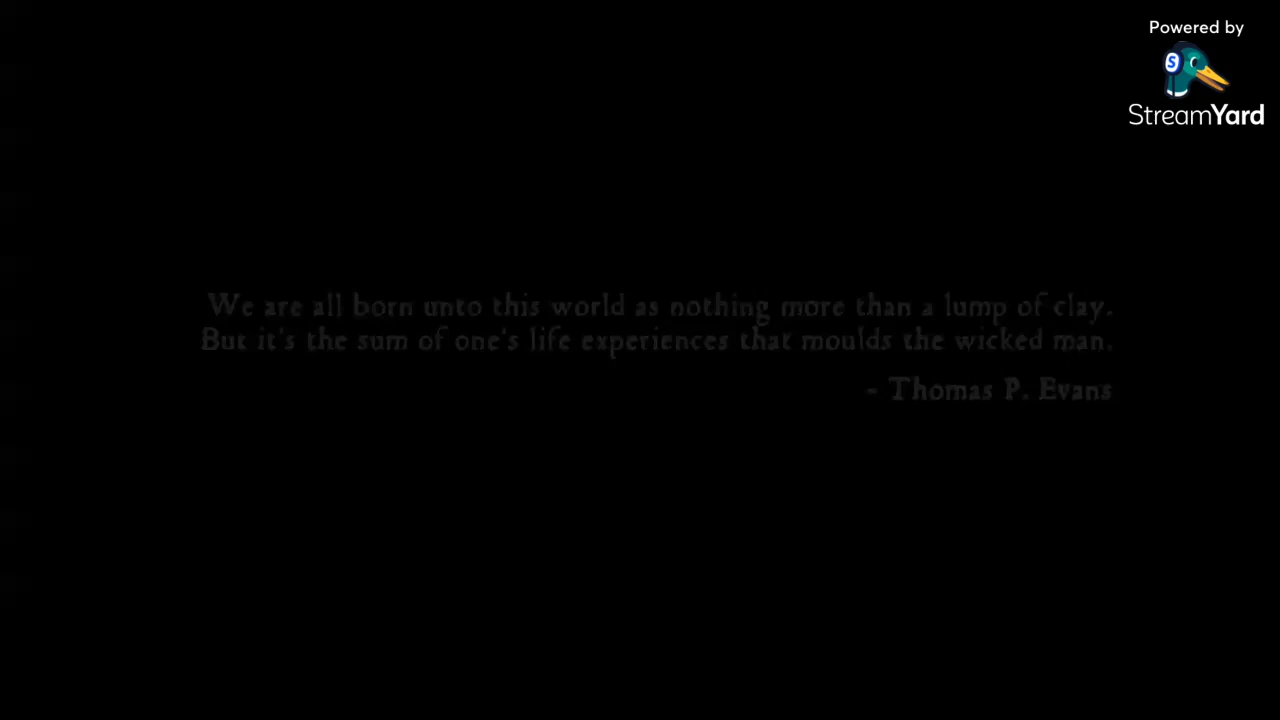 Powered by
StreamYard
We are all born unto this world as nothing more than a lump of clay.
But it's the sum of one's life experiences that moulds the wicked man.
- Thomas P. Evans